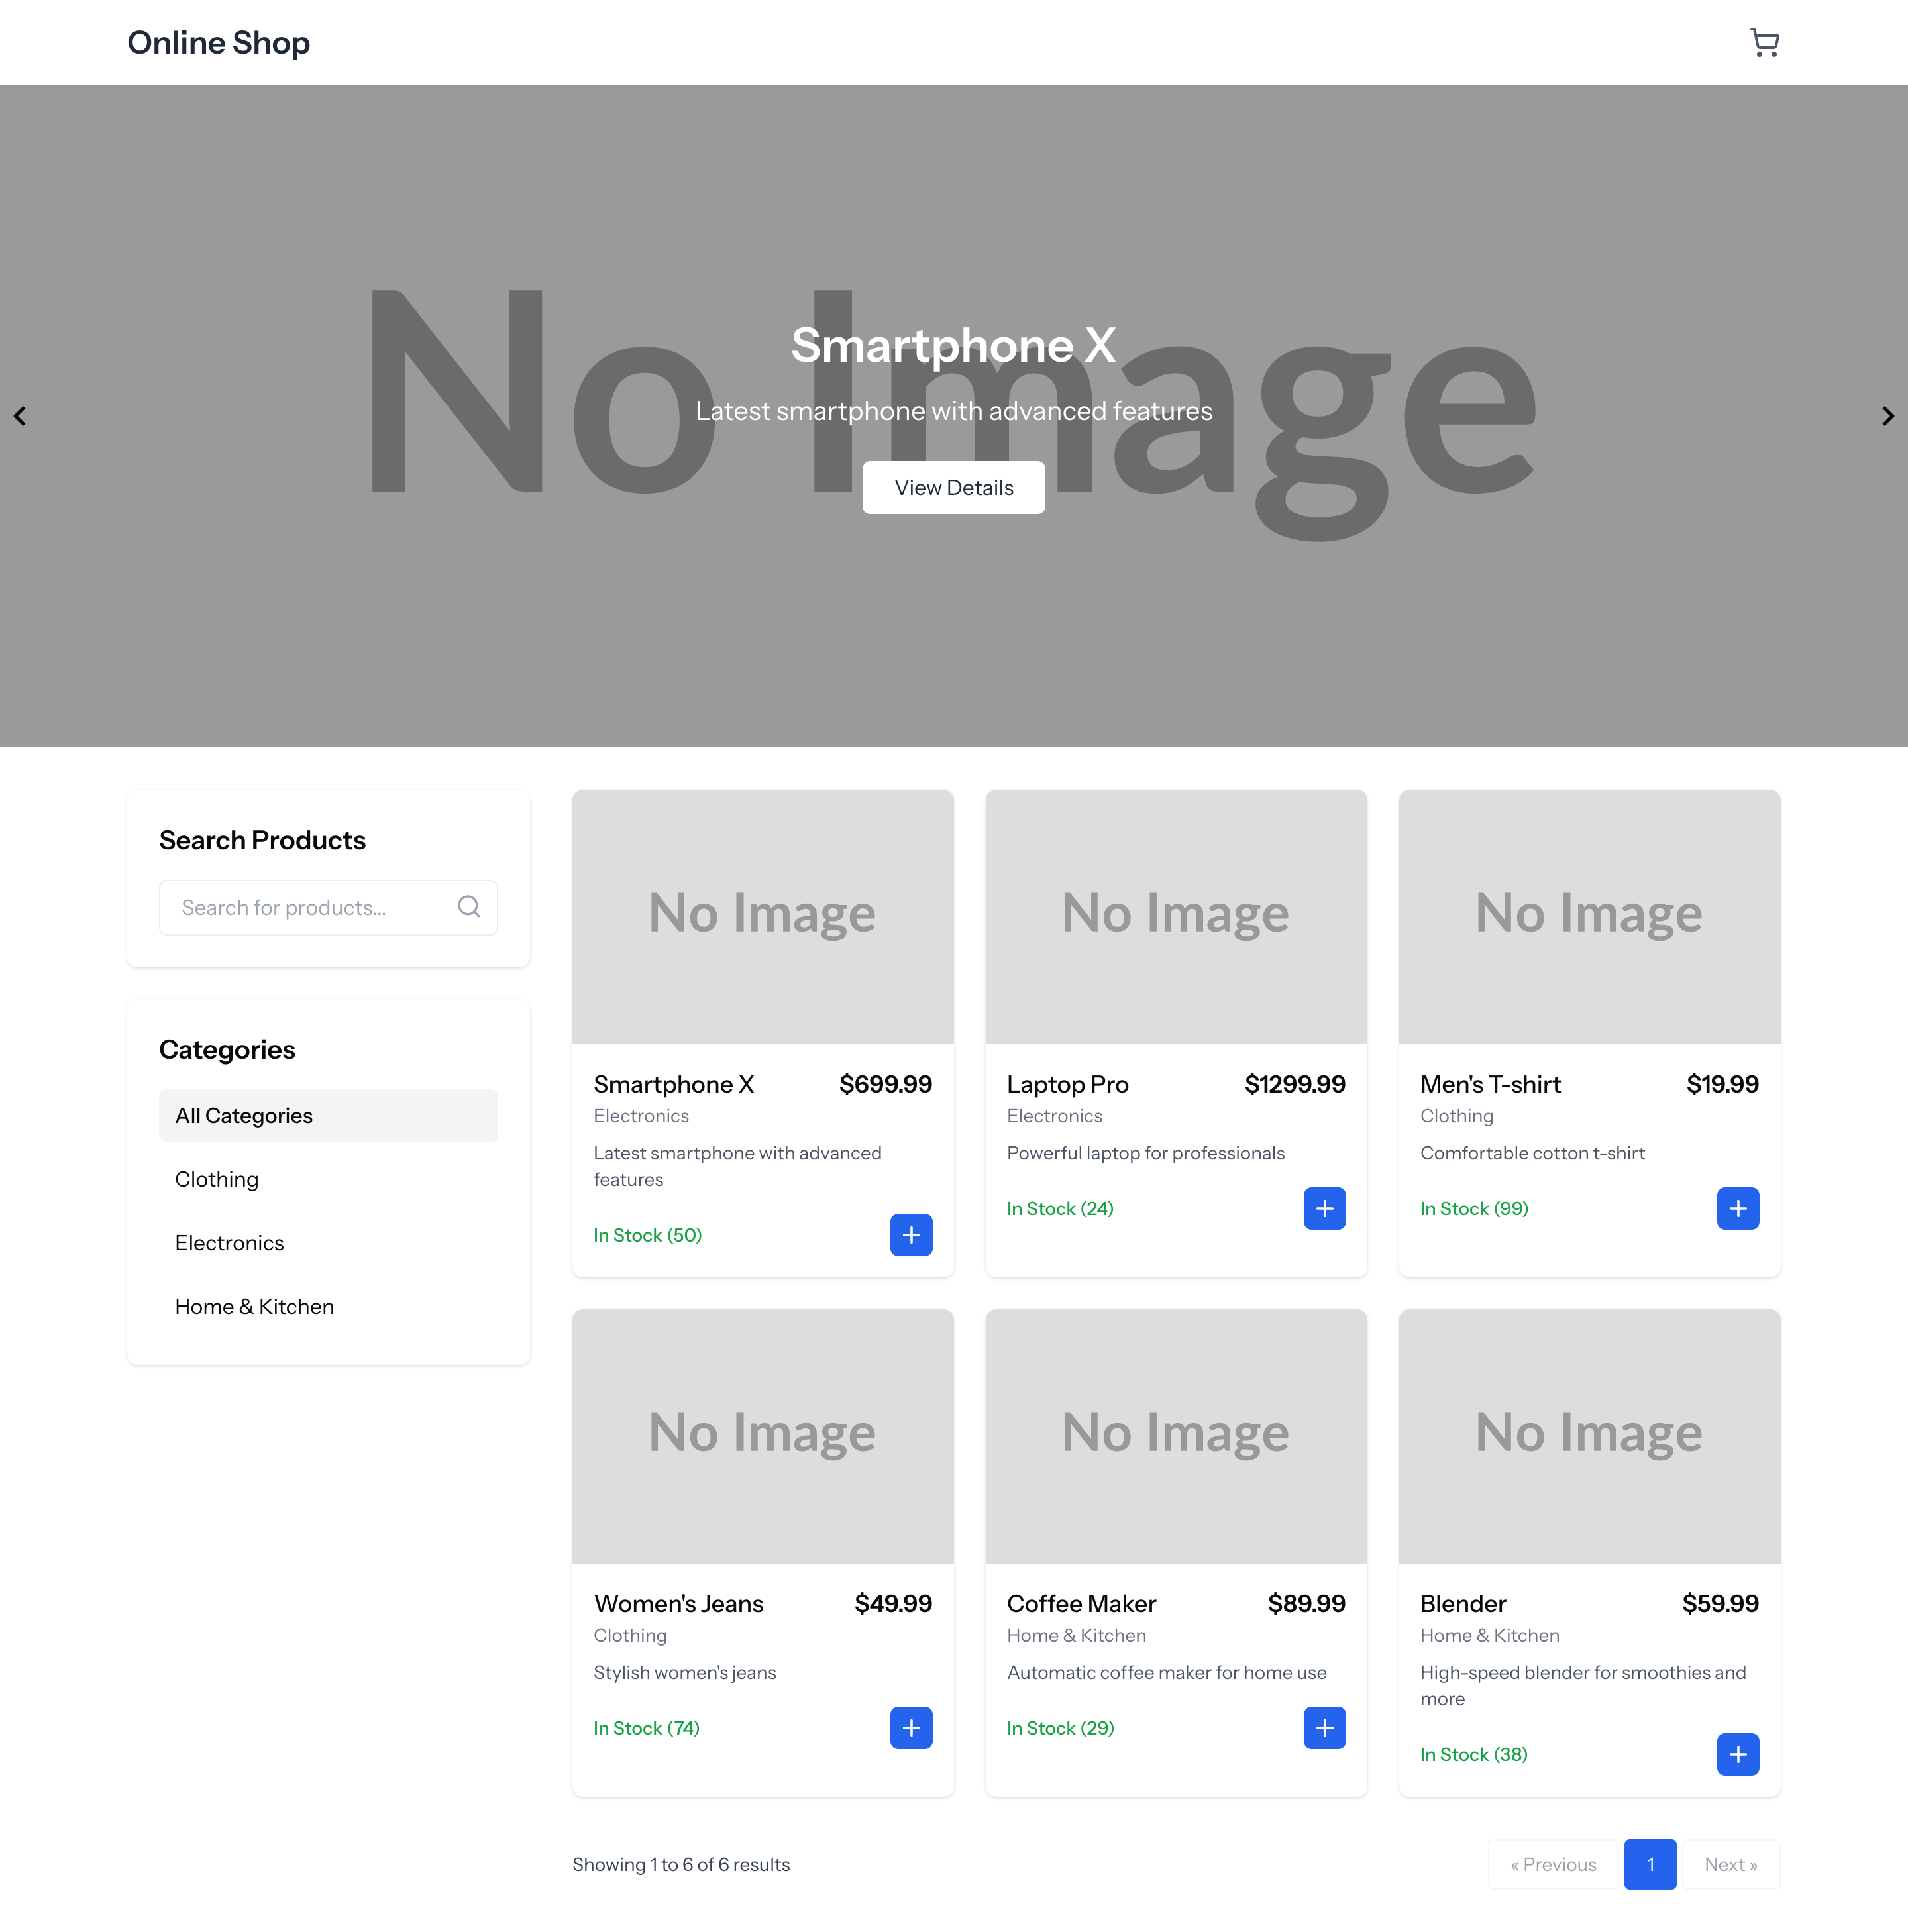 Online Shop
No Image
Smartphone X
Latest smartphone with advanced features
View Details
Search Products
Search for products...
Categories
All Categories
Clothing
Electronics
Home & Kitchen
No Image
Smartphone X $699.99
Electronics
Latest smartphone with advanced
features
In Stock (50)
No Image
Laptop Pro $1299.99
Electronics
Powerful laptop for professionals
In Stock (24)
No Image
Men's T-shirt $19.99
Clothing
Comfortable cotton t-shirt
In Stock (99)
No Image
Women's Jeans $49.99
Clothing
Stylish women's jeans
In Stock (74)
No Image
Coffee Maker $89.99
Home & Kitchen
Automatic coffee maker for home use
In Stock (29)
No Image
Blender $59.99
Home & Kitchen
High-speed blender for smoothies and
more
In Stock (38)
Showing 1 to 6 of 6 results
« Previous 1 Next »